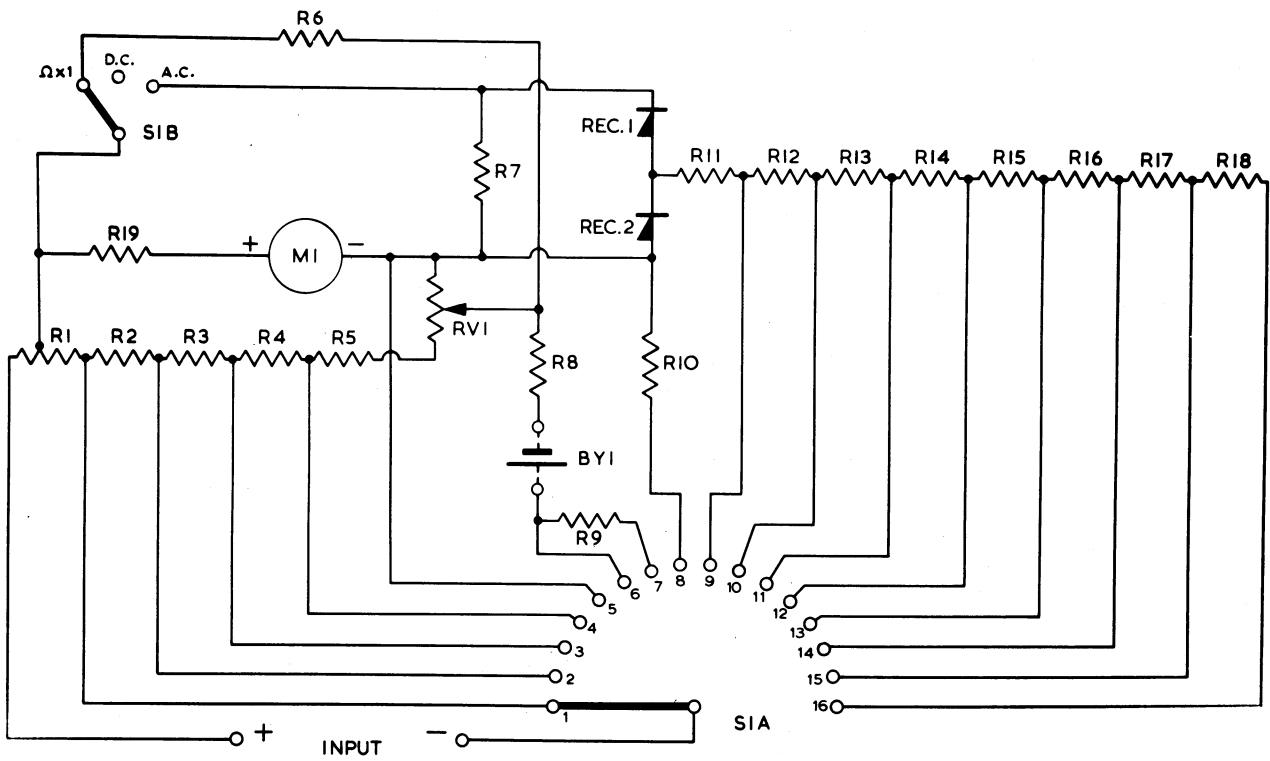 R6
Ωx1
D.C.
A.C.
S1B
REC.1
R7
R11
R12
R13
R14
R15
R16
R17
R18
REC.2
R19
+
M1
−
RV1
R1
R2
R3
R4
R5
R8
R10
BY1
R9
7
8
9
10
6
11
5
12
4
13
3
14
2
15
1
16
S1A
+
INPUT
−